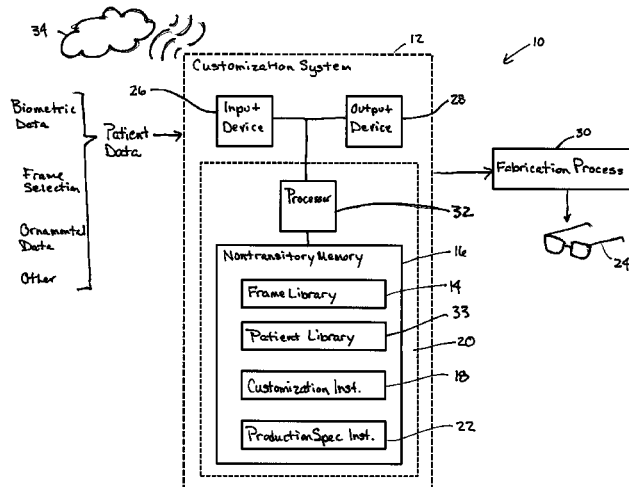 34
12
10
Customization System
26
Input
Device
Output
Device
28
Biometric
Data
Patient
Data
Frame
Selection
Ornamental
Data
Other
30
Fabrication Process
24
Processor
32
Nontransitory Memory
16
Frame Library
14
Patient Library
33
20
Customization Inst.
18
Production Spec Inst.
22